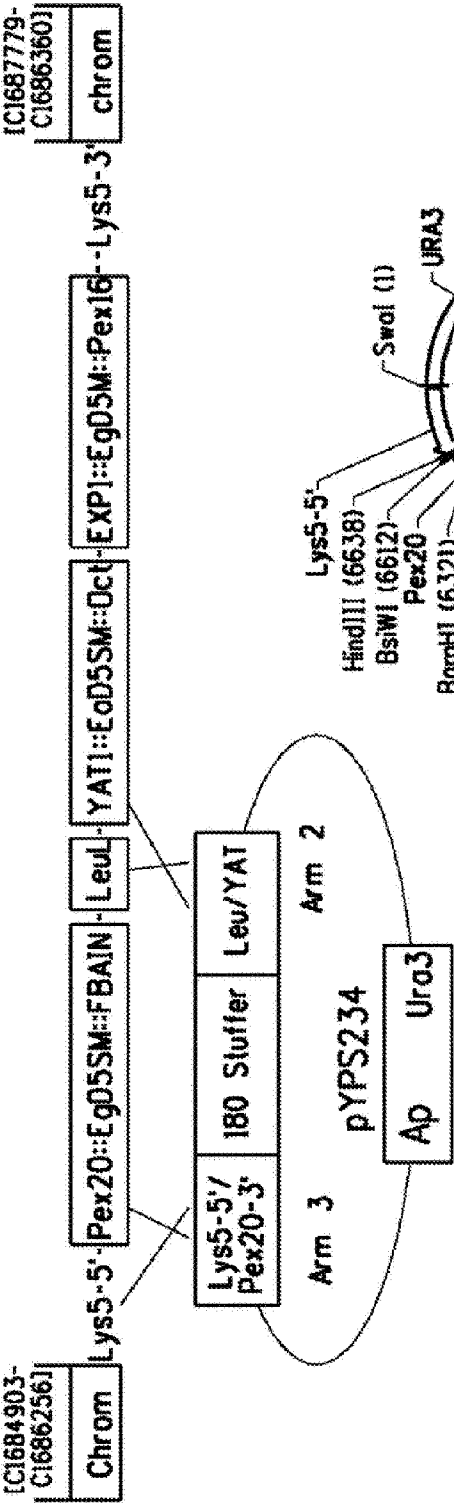 [C1684903-
C1686256]
Chrom
Lys5-5'-Pex20::EgD5SM::FBAIN - LeuL - YAT1::EaD5SM::Oct - EXP1::EgD5M::Pex16--Lys5-3'
[C1687779-
C1686360]
chrom
Lys5-5'/
Pex20-3'
180 Stuffer
Leu/YAT
Arm 3
Arm 2
pYPS234
Ap
Ura3
Lys5-5'
HindIII (6638)
BsiWI (6612)
Pex20
BamHI (6321)
SwaI (1)
URA3